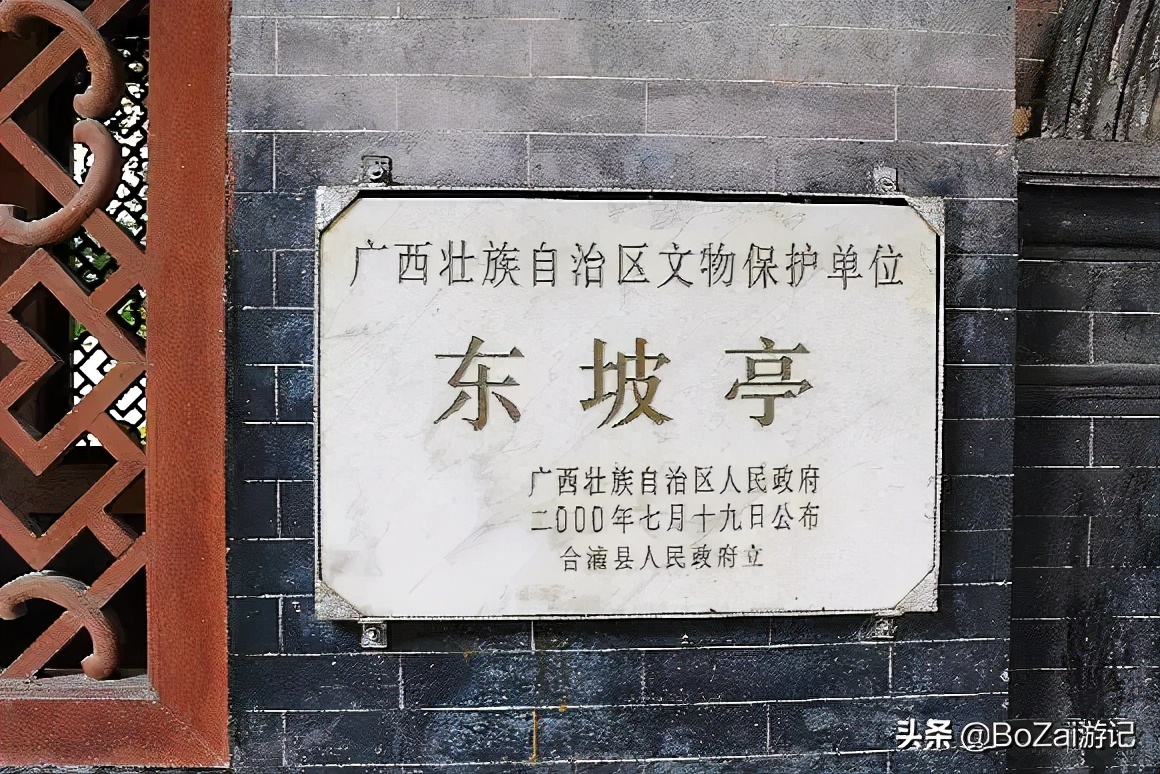 广西壮族自治区文物保护单位
东坡亭
广西壮族自治区人民政府
二000年七月十九日公布
合浦县人民政府立
头条@BoZai游记